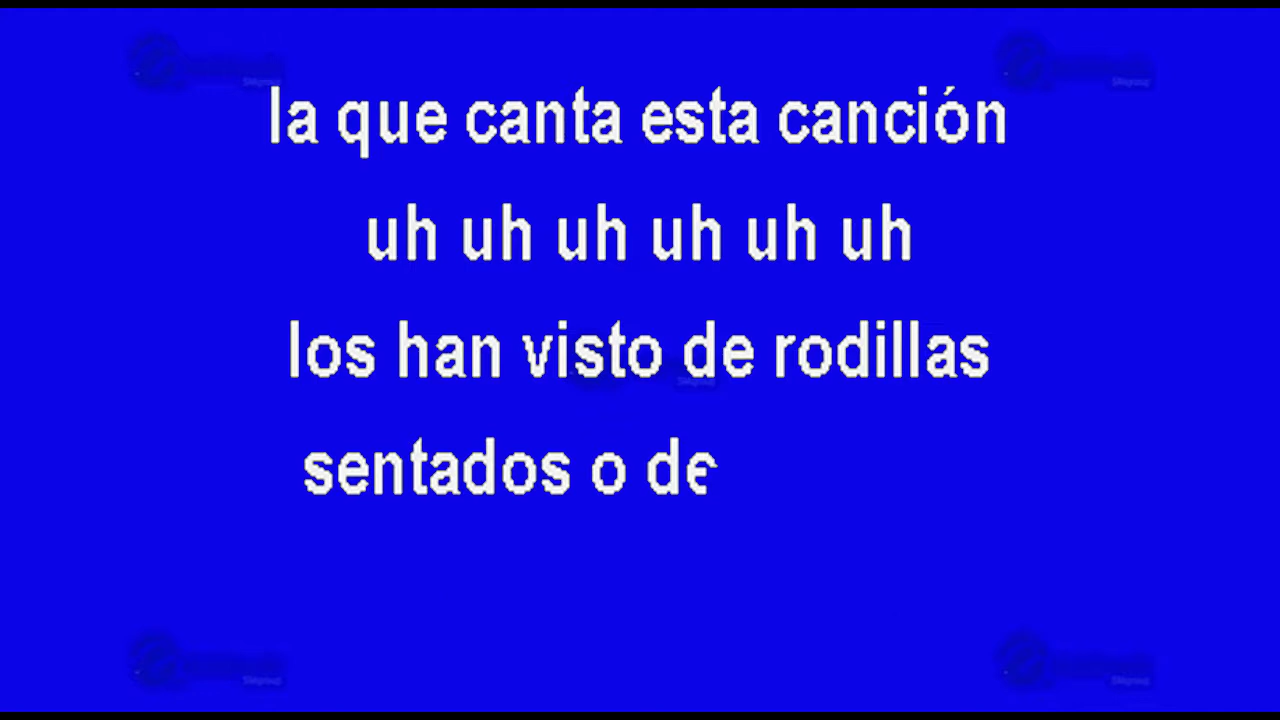 la que canta esta canción
uh uh uh uh uh uh
los han visto de rodillas
sentados o de